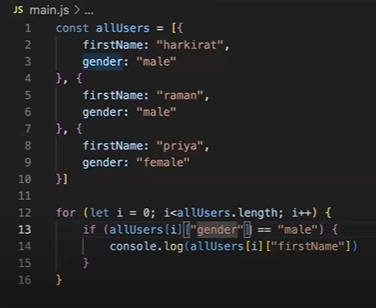 JS main.js > ...
1 const allUsers = [{
2     firstName: "harkirat",
3     gender: "male"
4 }, {
5     firstName: "raman",
6     gender: "male"
7 }, {
8     firstName: "priya",
9     gender: "female"
10 }]
11
12 for (let i = 0; i<allUsers.length; i++) {
13     if (allUsers[i]["gender"] == "male") {
14         console.log(allUsers[i]["firstName"])
15     }
16 }